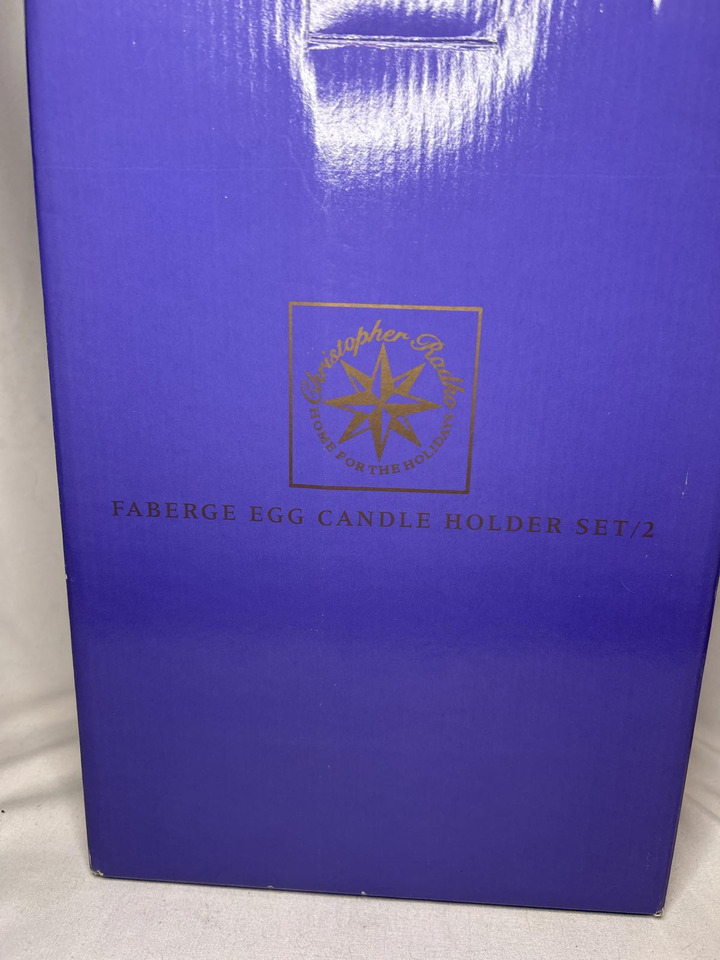 Christopher Radko
HOME FOR THE HOLIDAYS
FABERGE EGG CANDLE HOLDER SET/2